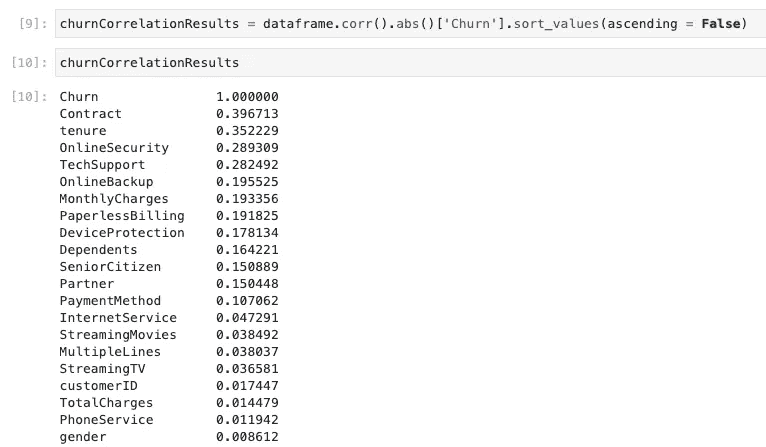 [9]: churnCorrelationResults = dataframe.corr().abs()['Churn'].sort_values(ascending = False)
[10]: churnCorrelationResults
[10]: Churn 1.000000
Contract 0.396713
tenure 0.352229
OnlineSecurity 0.289309
TechSupport 0.282492
OnlineBackup 0.195525
MonthlyCharges 0.193356
PaperlessBilling 0.191825
DeviceProtection 0.178134
Dependents 0.164221
SeniorCitizen 0.150889
Partner 0.150448
PaymentMethod 0.107062
InternetService 0.047291
StreamingMovies 0.038492
MultipleLines 0.038037
StreamingTV 0.036581
customerID 0.017447
TotalCharges 0.014479
PhoneService 0.011942
gender 0.008612